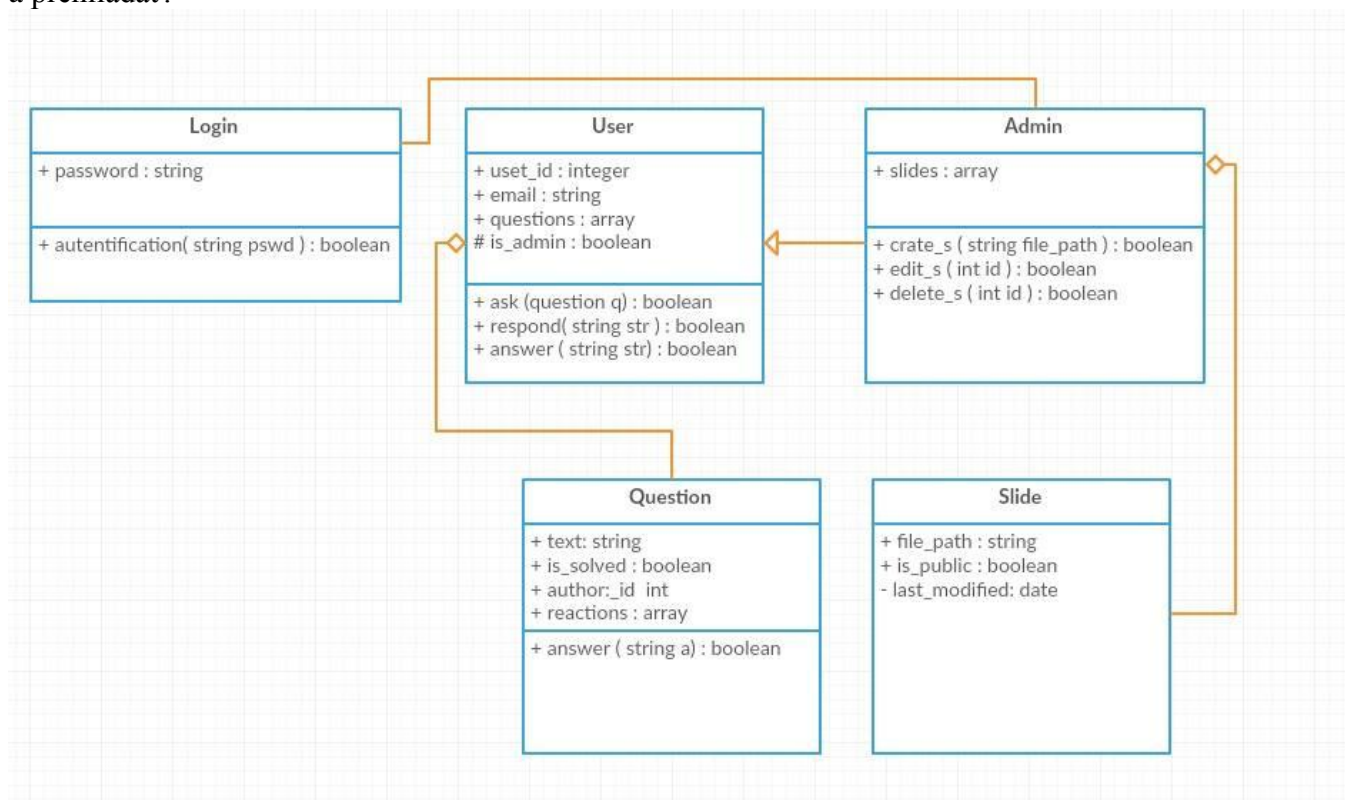 Login
+ password : string
+ autentification( string pswd ) : boolean
User
+ uset_id : integer
+ email : string
+ questions : array
# is_admin : boolean
+ ask (question q) : boolean
+ respond( string str ) : boolean
+ answer ( string str) : boolean
Admin
+ slides : array
+ crate_s ( string file_path ) : boolean
+ edit_s ( int id ) : boolean
+ delete_s ( int id ) : boolean
Question
+ text: string
+ is_solved : boolean
+ author:_id int
+ reactions : array
+ answer ( string a) : boolean
Slide
+ file_path : string
+ is_public : boolean
- last_modified: date